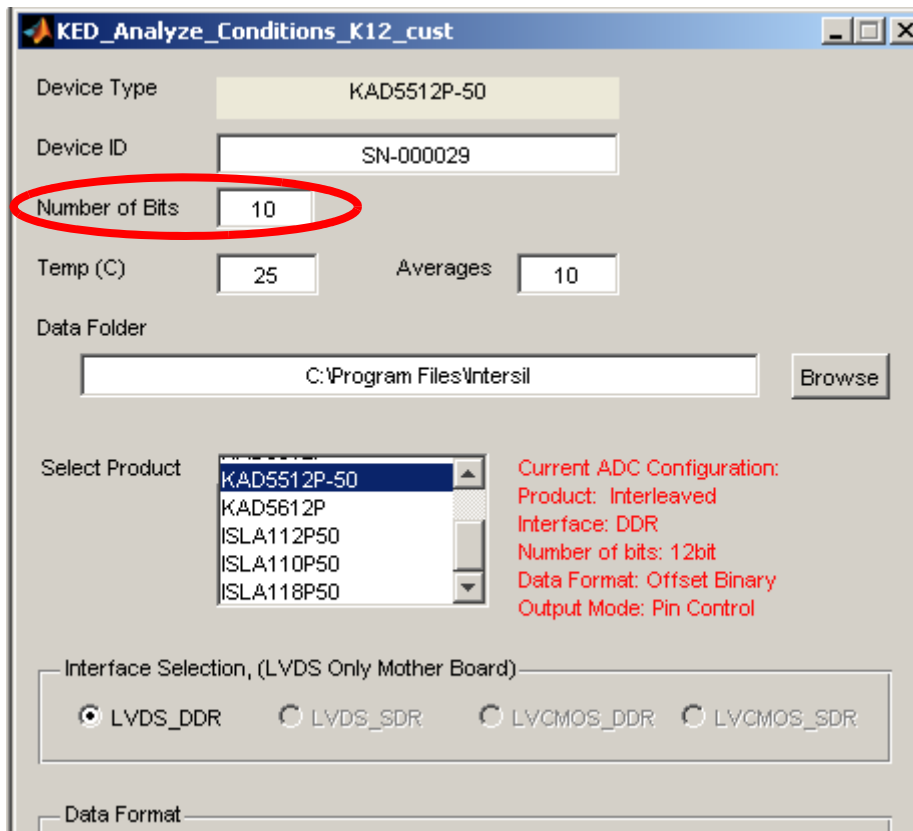 KED_Analyze_Conditions_K12_cust
Device Type KAD5512P-50
Device ID SN-000029
Number of Bits 10
Temp (C) 25 Averages 10
Data Folder
C:\Program Files\Intersil Browse
Select Product
KAD5512P-50
KAD5612P
ISLA112P50
ISLA110P50
ISLA118P50
Current ADC Configuration:
Product: Interleaved
Interface: DDR
Number of bits: 12bit
Data Format: Offset Binary
Output Mode: Pin Control
Interface Selection, (LVDS Only Mother Board)
LVDS_DDR LVDS_SDR LVCMOS_DDR LVCMOS_SDR
Data Format